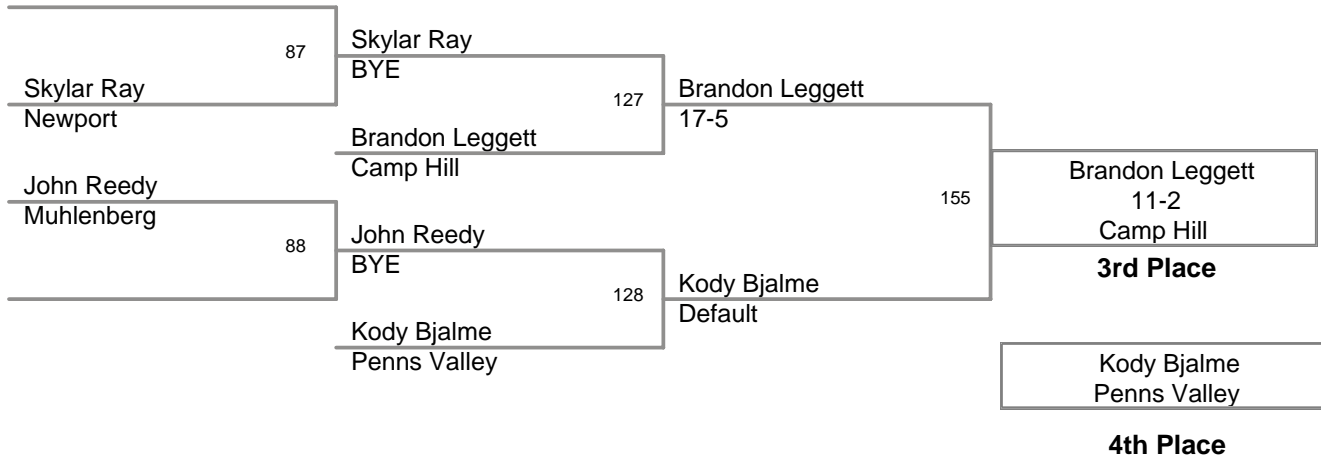 87
Skylar Ray
Newport
John Reedy
Muhlenberg
88
Skylar Ray
BYE
127
Brandon Leggett
Camp Hill
John Reedy
BYE
128
Kody Bjalme
Penns Valley
Brandon Leggett
17-5
155
Kody Bjalme
Default
Brandon Leggett
11-2
Camp Hill
3rd Place
Kody Bjalme
Penns Valley
4th Place